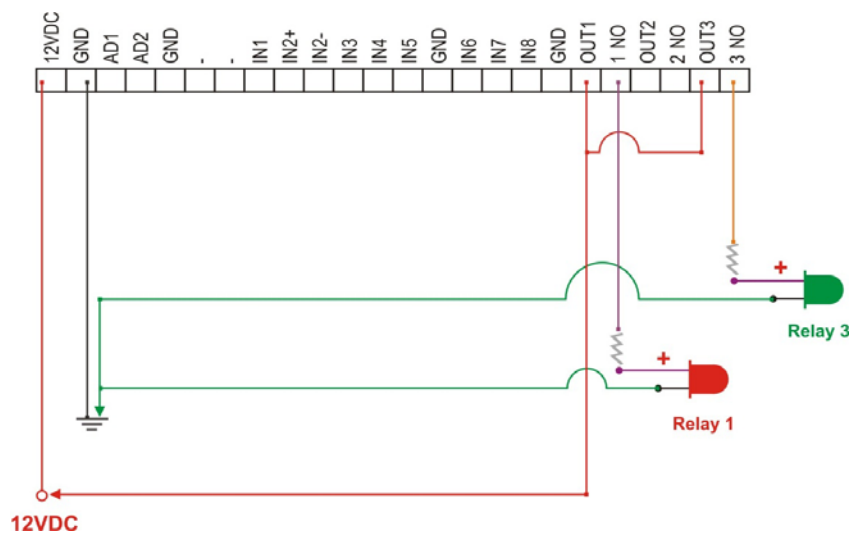 12VDC
GND
AD1
AD2
GND
-
-
IN1
IN2+
IN2-
IN3
IN4
IN5
GND
IN6
IN7
IN8
GND
OUT1
1 NO
OUT2
2 NO
OUT3
3 NO
+
Relay 3
+
Relay 1
12VDC